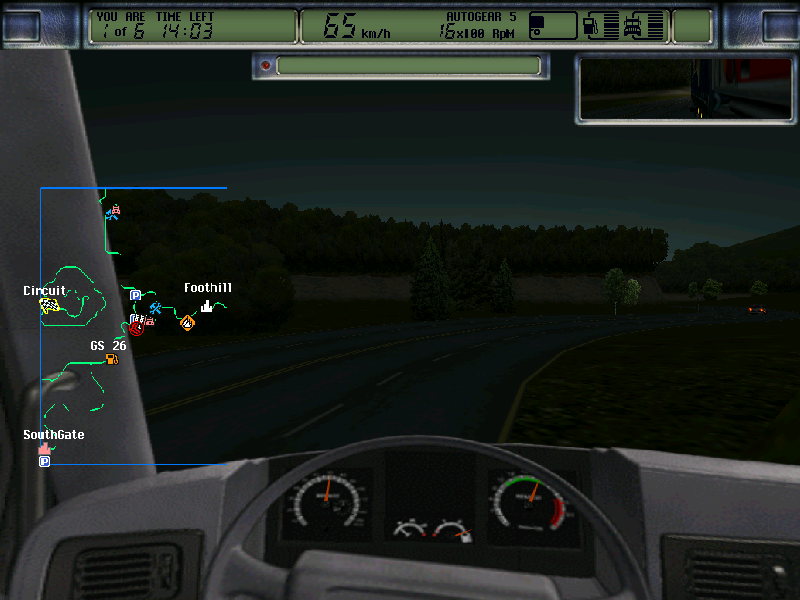 YOU ARE TIME LEFT
1 of 6 14:03
65 km/h
AUTOGEAR 5
16x100 RpM
Circuit
P
Foothill
GS 26
SouthGate
P